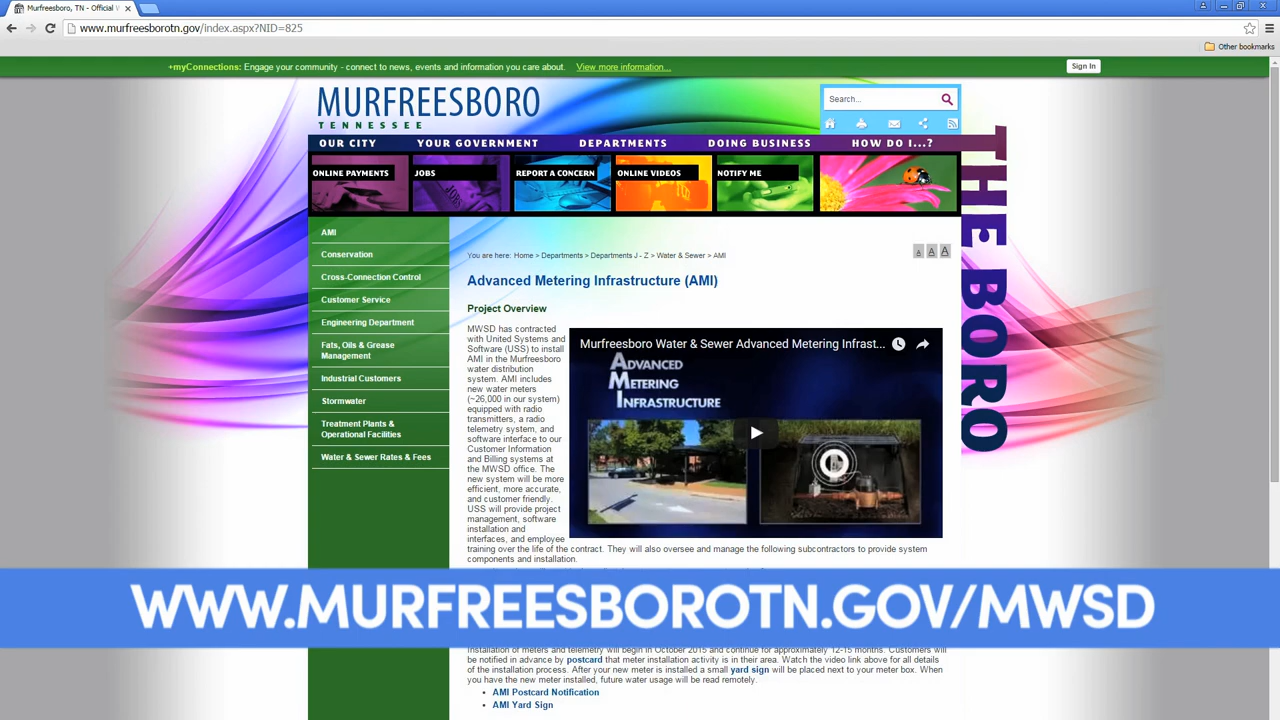 Murfreesboro, TN - Official W
www.murfreesborotn.gov/index.aspx?NID=825
Other bookmarks
+myConnections: Engage your community - connect to news, events and information you care about. View more information...
Sign In
MURFREESBORO
TENNESSEE
Search...
OUR CITY
YOUR GOVERNMENT
DEPARTMENTS
DOING BUSINESS
HOW DO I...?
ONLINE PAYMENTS
JOBS
REPORT A CONCERN
ONLINE VIDEOS
NOTIFY ME
THE BORO
AMI
Conservation
Cross-Connection Control
Customer Service
Engineering Department
Fats, Oils & Grease
Management
Industrial Customers
Stormwater
Treatment Plants &
Operational Facilities
Water & Sewer Rates & Fees
You are here: Home > Departments > Departments J - Z > Water & Sewer > AMI
A A A
Advanced Metering Infrastructure (AMI)
Project Overview
MWSD has contracted
with United Systems and
Software (USS) to install
AMI in the Murfreesboro
water distribution
system. AMI includes
new water meters
(~26,000 in our system)
equipped with radio
transmitters, a radio
telemetry system, and
software interface to our
Customer Information
and Billing systems at
the MWSD office. The
new system will be more
efficient, more accurate,
and customer friendly.
USS will provide project
management, software
installation and
interfaces, and employee
training over the life of the contract. They will also oversee and manage the following subcontractors to provide system
components and installation.
Murfreesboro Water & Sewer Advanced Metering Infrast...
ADVANCED
METERING
INFRASTRUCTURE
WWW.MURFREESBOROTN.GOV/MWSD
Installation of meters and telemetry will begin in October 2015 and continue for approximately 12-15 months. Customers will
be notified in advance by postcard that meter installation activity is in their area. Watch the video link above for all details
of the installation process. After your new meter is installed a small yard sign will be placed next to your meter box. When
you have the new meter installed, future water usage will be read remotely.
• AMI Postcard Notification
• AMI Yard Sign